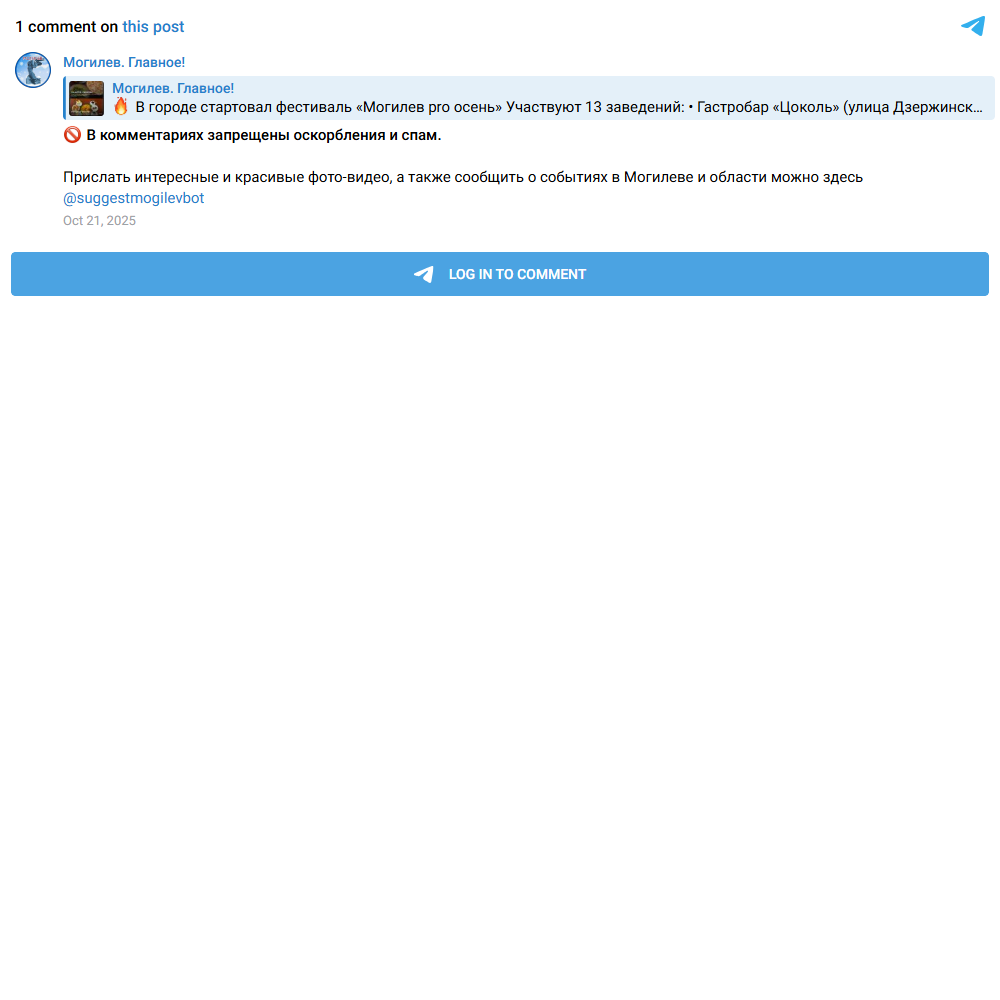 1 comment on this post
Могилев. Главное!
Могилев. Главное!
🔥 В городе стартовал фестиваль «Могилев pro осень» Участвуют 13 заведений: • Гастробар «Цоколь» (улица Дзержинск...
🚫 В комментариях запрещены оскорбления и спам.
Прислать интересные и красивые фото-видео, а также сообщить о событиях в Могилеве и области можно здесь
@suggestmogilevbot
Oct 21, 2025
LOG IN TO COMMENT